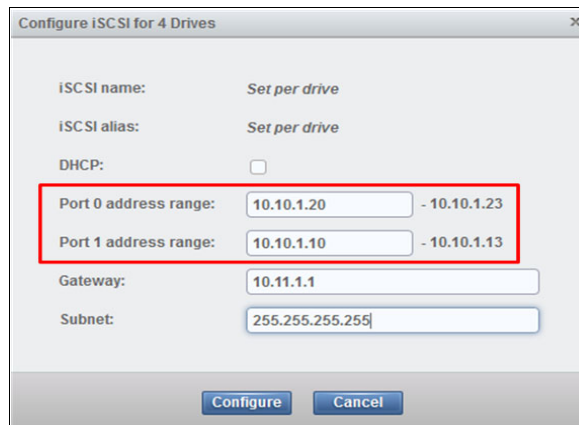 Configure iSCSI for 4 Drives x
iSCSI name: Set per drive
iSCSI alias: Set per drive
DHCP:
Port 0 address range: 10.10.1.20 - 10.10.1.23
Port 1 address range: 10.10.1.10 - 10.10.1.13
Gateway: 10.11.1.1
Subnet: 255.255.255.255
Configure Cancel